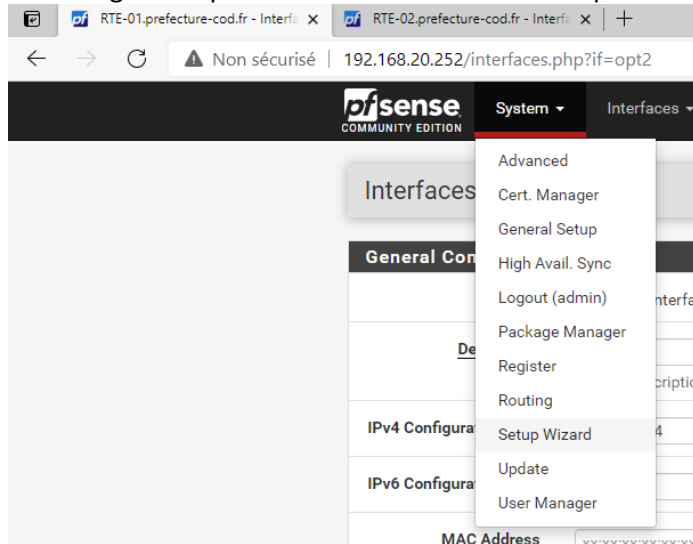 RTE-01.prefecture-cod.fr - Interfa
RTE-02.prefecture-cod.fr - Interfa
Non sécurisé
192.168.20.252/interfaces.php?if=opt2
pfsense
COMMUNITY EDITION
System
Interfaces
Advanced
Interfaces
Cert. Manager
General Setup
General Con
High Avail. Sync
Logout (admin)
nterfa
Package Manager
De
Register
criptio
Routing
IPv4 Configura
Setup Wizard
4
Update
IPv6 Configura
User Manager
MAC Address